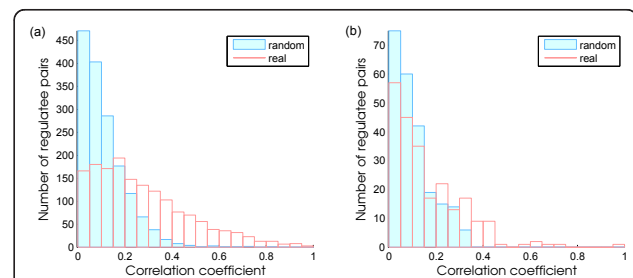 (a)
random
real
450
400
350
300
250
200
150
100
50
0
Number of regulatee pairs
0 0.2 0.4 0.6 0.8 1
Correlation coefficient
(b)
random
real
70
60
50
40
30
20
10
0
Number of regulatee pairs
0 0.2 0.4 0.6 0.8 1
Correlation coefficient